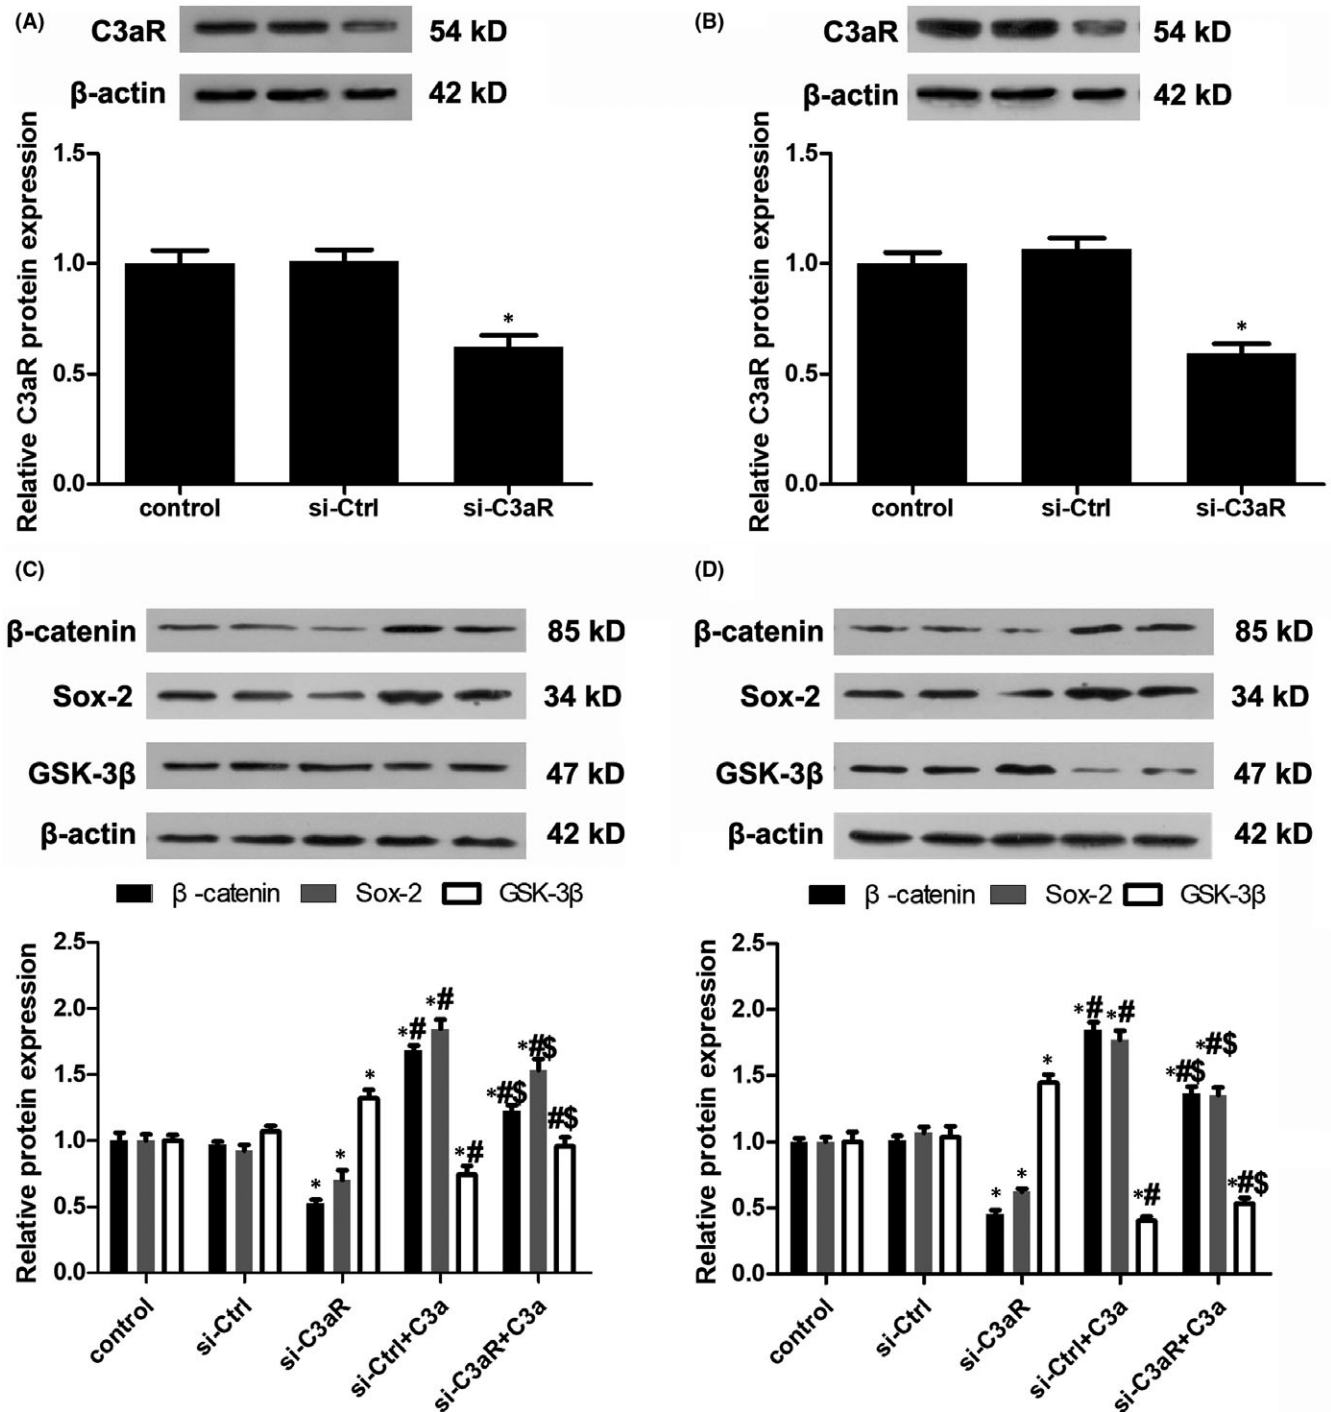 (A)
C3aR 54 kD
β-actin 42 kD
Relative C3aR protein expression
1.5
1.0
0.5
0.0
*
control si-Ctrl si-C3aR
(B)
C3aR 54 kD
β-actin 42 kD
Relative C3aR protein expression
1.5
1.0
0.5
0.0
*
control si-Ctrl si-C3aR
(C)
β-catenin 85 kD
Sox-2 34 kD
GSK-3β 47 kD
β-actin 42 kD
β -catenin Sox-2 GSK-3β
Relative protein expression
2.5
2.0
1.5
1.0
0.5
0.0
* * *
*# *# *#
*#$ *#$ #$
control si-Ctrl si-C3aR si-Ctrl+C3a si-C3aR+C3a
(D)
β-catenin 85 kD
Sox-2 34 kD
GSK-3β 47 kD
β-actin 42 kD
β -catenin Sox-2 GSK-3β
Relative protein expression
2.5
2.0
1.5
1.0
0.5
0.0
* * *
*# *# *#
*#$ *#$ *#$
control si-Ctrl si-C3aR si-Ctrl+C3a si-C3aR+C3a